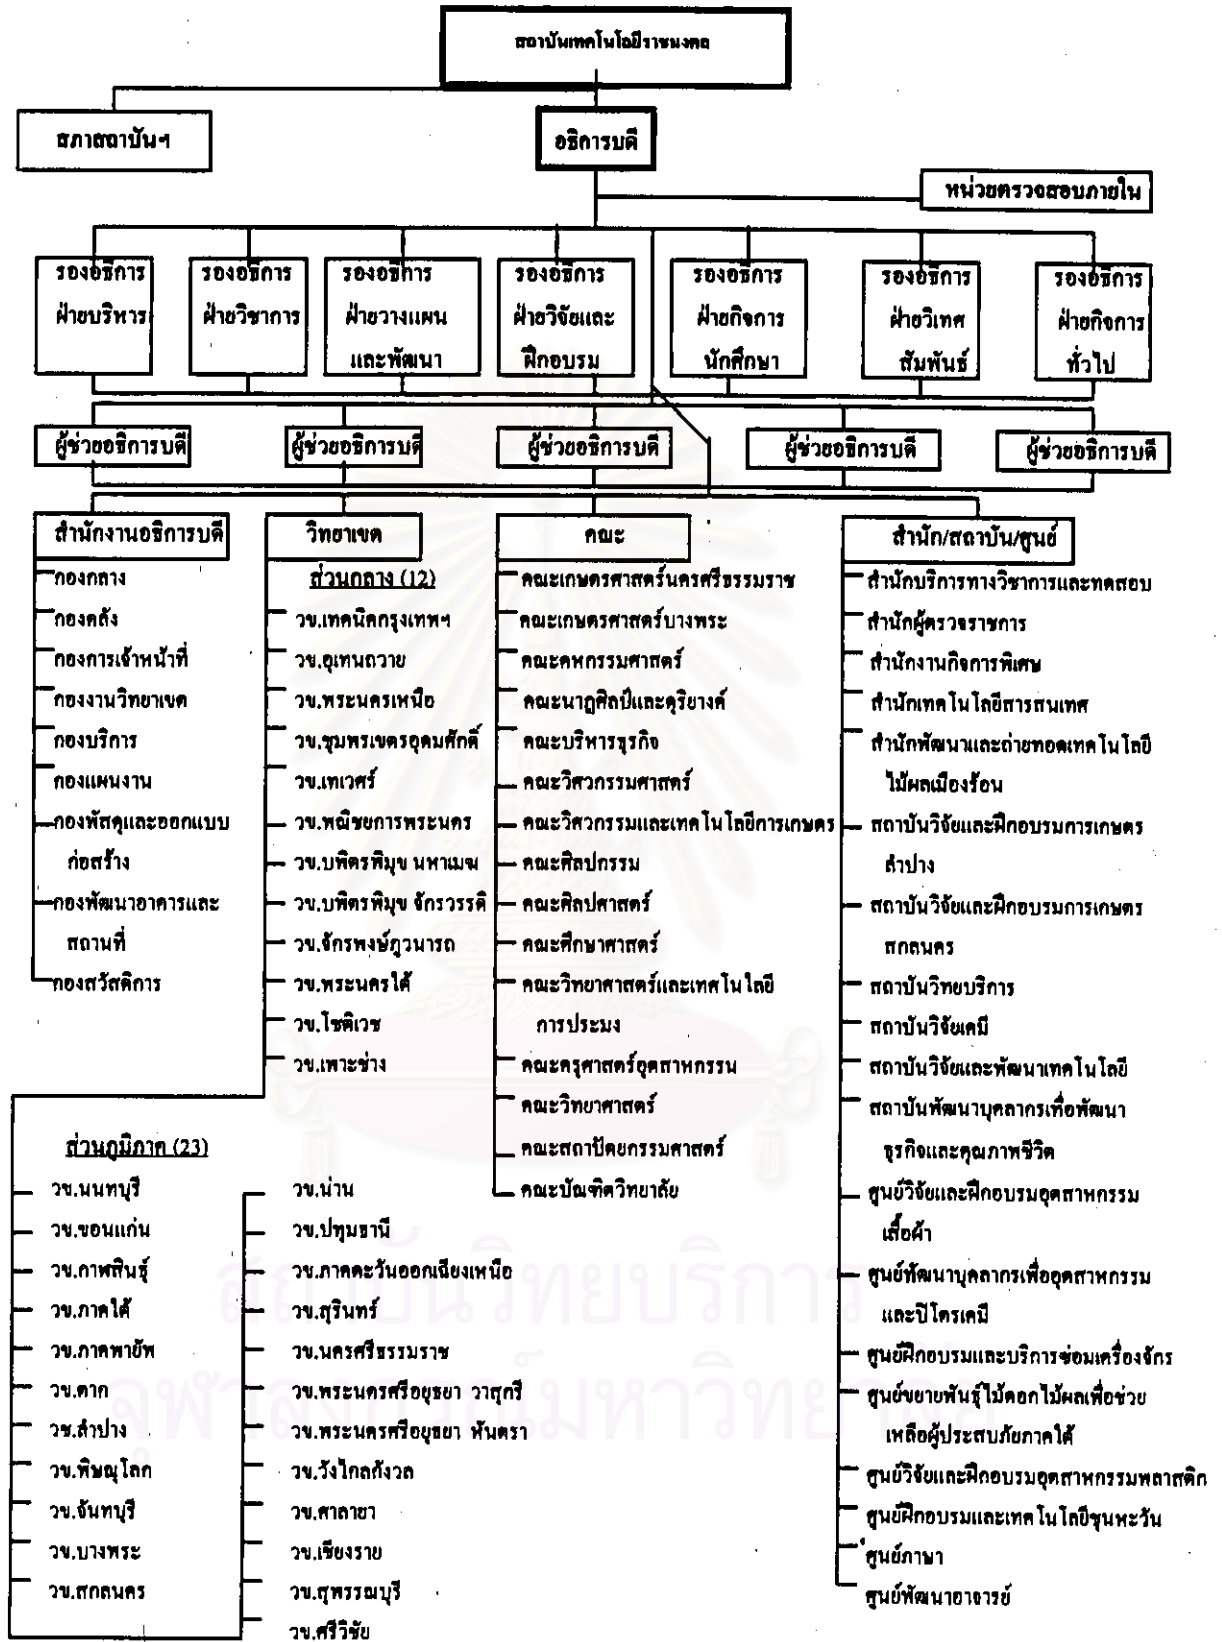 สถาบันเทคโนโลยีราชมงคล
สภาสถาบันฯ
อธิการบดี
หน่วยตรวจสอบภายใน
รองอธิการ
ฝ่ายบริหาร
รองอธิการ
ฝ่ายวิชาการ
รองอธิการ
ฝ่ายวางแผน
และพัฒนา
รองอธิการ
ฝ่ายวิจัยและ
ฝึกอบรม
รองอธิการ
ฝ่ายกิจการ
นักศึกษา
รองอธิการ
ฝ่ายวิเทศ
สัมพันธ์
รองอธิการ
ฝ่ายกิจการ
ทั่วไป
ผู้ช่วยอธิการบดี
ผู้ช่วยอธิการบดี
ผู้ช่วยอธิการบดี
ผู้ช่วยอธิการบดี
ผู้ช่วยอธิการบดี
สำนักงานอธิการบดี
กองกลาง
กองคลัง
กองการเจ้าหน้าที่
กองงานวิทยาเขต
กองบริการ
กองแผนงาน
กองพัสดุและออกแบบ
ก่อสร้าง
กองพัฒนาอาคารและ
สถานที่
กองสวัสดิการ
วิทยาเขต
ส่วนกลาง (12)
วข.เทคนิคกรุงเทพฯ
วข.อุเทนถวาย
วข.พระนครเหนือ
วข.ชุมพรเขตรอุดมศักดิ์
วข.เทเวศร์
วข.พณิชยการพระนคร
วข.บพิตรพิมุข มหาเมฆ
วข.บพิตรพิมุข จักรวรรดิ
วข.จักรพงษ์ภูวนารถ
วข.พระนครใต้
วข.โชติเวช
วข.เพาะช่าง
คณะ
คณะเกษตรศาสตร์นครศรีธรรมราช
คณะเกษตรศาสตร์บางพระ
คณะคหกรรมศาสตร์
คณะนาฏศิลป์และดุริยางค์
คณะบริหารธุรกิจ
คณะวิศวกรรมศาสตร์
คณะวิศวกรรมและเทคโนโลยีการเกษตร
คณะศิลปกรรม
คณะศิลปศาสตร์
คณะศึกษาศาสตร์
คณะวิทยาศาสตร์และเทคโนโลยี
การประมง
คณะครุศาสตร์อุตสาหกรรม
คณะวิทยาศาสตร์
คณะสถาปัตยกรรมศาสตร์
คณะบัณฑิตวิทยาลัย
สำนัก/สถาบัน/ศูนย์
สำนักบริการทางวิชาการและทดสอบ
สำนักผู้ตรวจราชการ
สำนักงานกิจการพิเศษ
สำนักเทคโนโลยีสารสนเทศ
สำนักพัฒนาและถ่ายทอดเทคโนโลยี
ไม้ผลเมืองร้อน
สถาบันวิจัยและฝึกอบรมการเกษตร
ลำปาง
สถาบันวิจัยและฝึกอบรมการเกษตร
สกลนคร
สถาบันวิทยบริการ
สถาบันวิจัยเคมี
สถาบันวิจัยและพัฒนาเทคโนโลยี
สถาบันพัฒนาบุคลากรเพื่อพัฒนา
ธุรกิจและคุณภาพชีวิต
ศูนย์วิจัยและฝึกอบรมอุตสาหกรรม
เสื้อผ้า
ศูนย์พัฒนาบุคลากรเพื่ออุตสาหกรรม
และปิโตรเคมี
ศูนย์ฝึกอบรมและบริการซ่อมเครื่องจักร
ศูนย์ขยายพันธุ์ไม้ดอกไม้ผลเพื่อช่วย
เหลือผู้ประสบภัยภาคใต้
ศูนย์วิจัยและฝึกอบรมอุตสาหกรรมพลาสติก
ศูนย์ฝึกอบรมและเทคโนโลยีชุนหะวัน
ศูนย์ภาษา
ศูนย์พัฒนาอาจารย์
ส่วนภูมิภาค (23)
วข.นนทบุรี
วข.ขอนแก่น
วข.กาฬสินธุ์
วข.ภาคใต้
วข.ภาคพายัพ
วข.ตาก
วข.ลำปาง
วข.พิษณุโลก
วข.จันทบุรี
วข.บางพระ
วข.สกลนคร
วข.น่าน
วข.ปทุมธานี
วข.ภาคตะวันออกเฉียงเหนือ
วข.สุรินทร์
วข.นครศรีธรรมราช
วข.พระนครศรีอยุธยา วาสุกรี
วข.พระนครศรีอยุธยา หันตรา
วข.วังไกลกังวล
วข.ศาลายา
วข.เชียงราย
วข.สุพรรณบุรี
วข.ศรีวิชัย
สถาบันวิทยบริการ
จุฬาลงกรณ์มหาวิทยาลัย